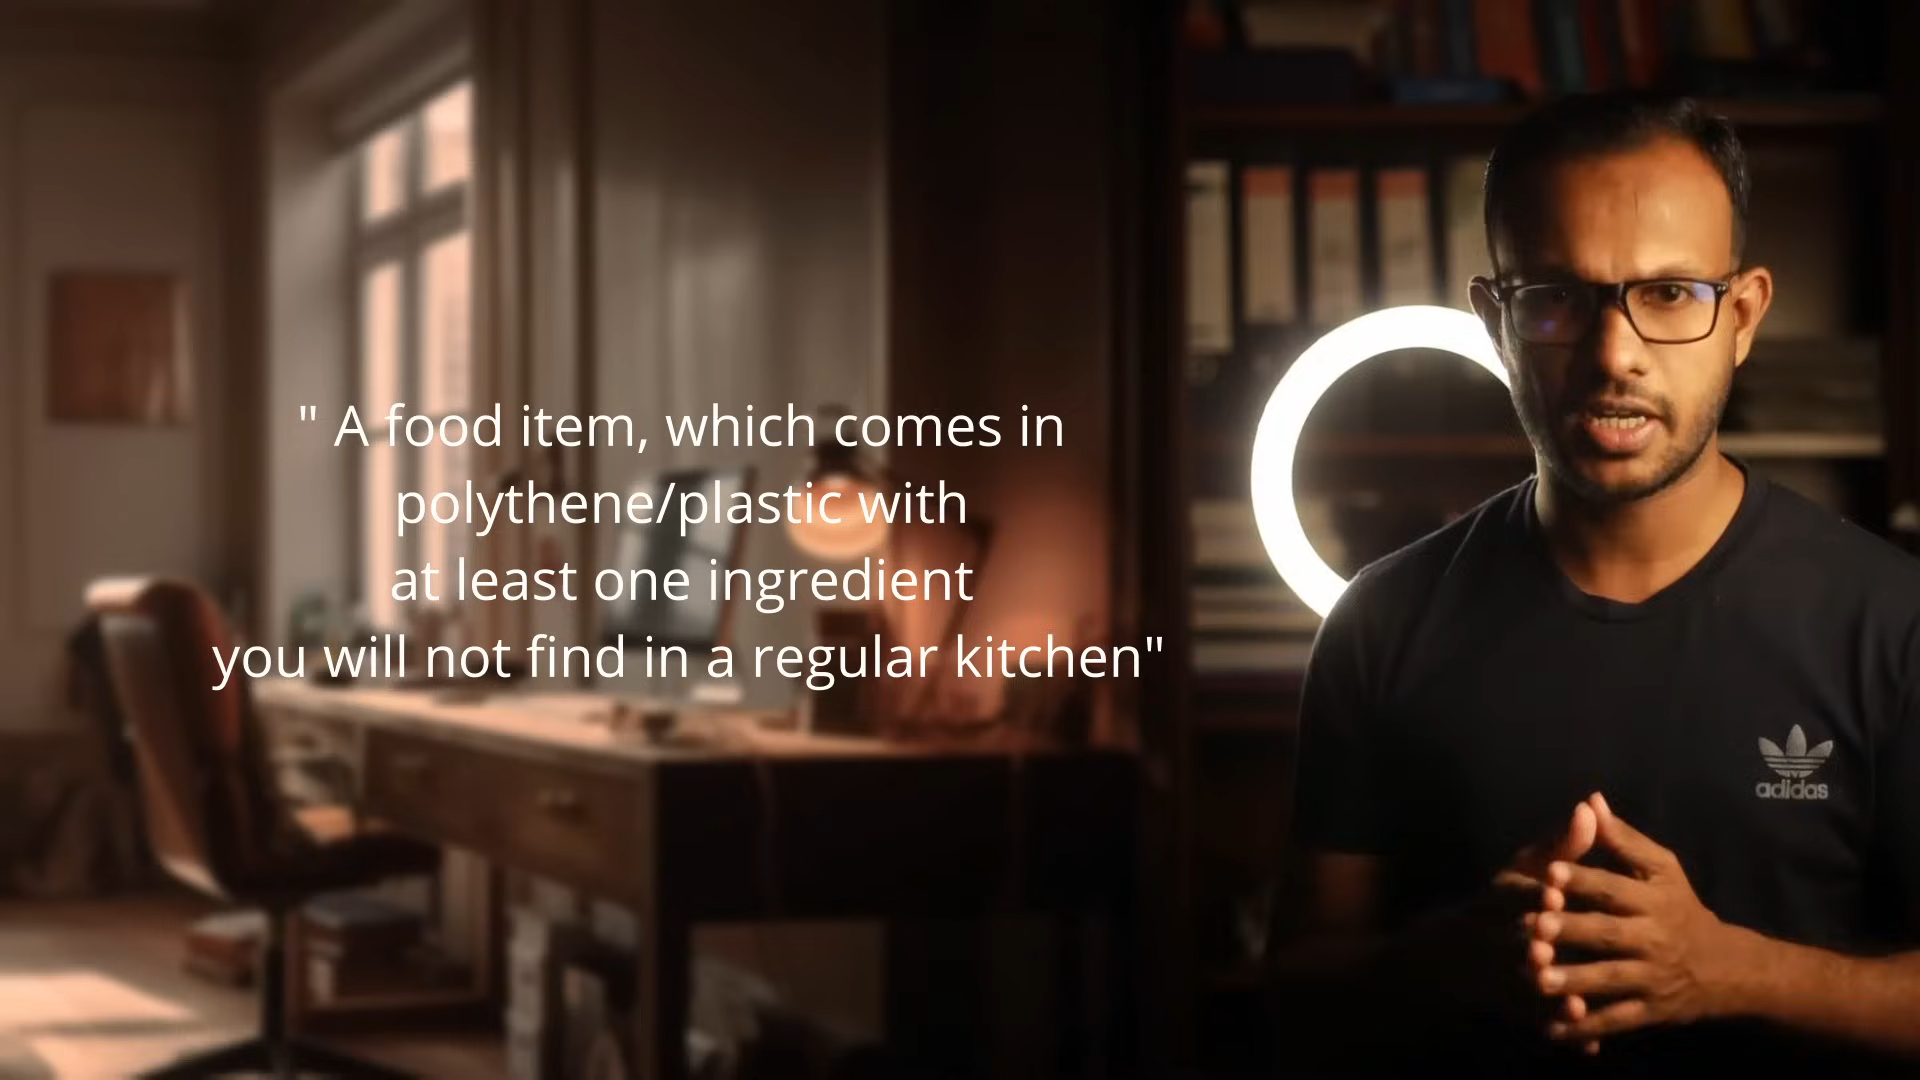 " A food item, which comes in
polythene/plastic with
at least one ingredient
you will not find in a regular kitchen"
adidas